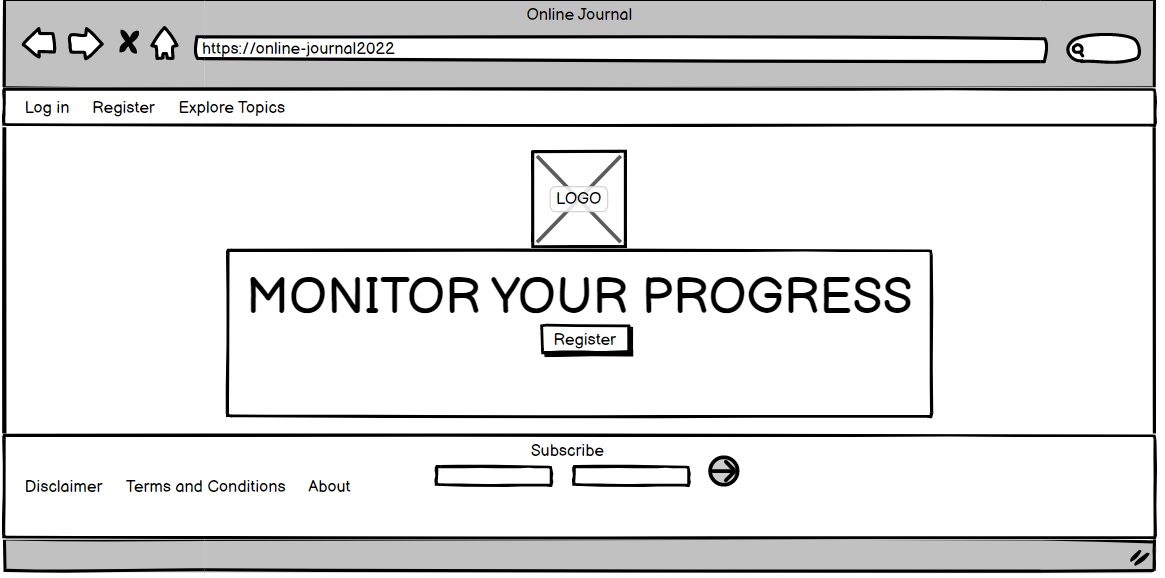 Online Journal
https://online-journal2022
Log in Register Explore Topics
LOGO
MONITOR YOUR PROGRESS
Register
Subscribe
Disclaimer Terms and Conditions About